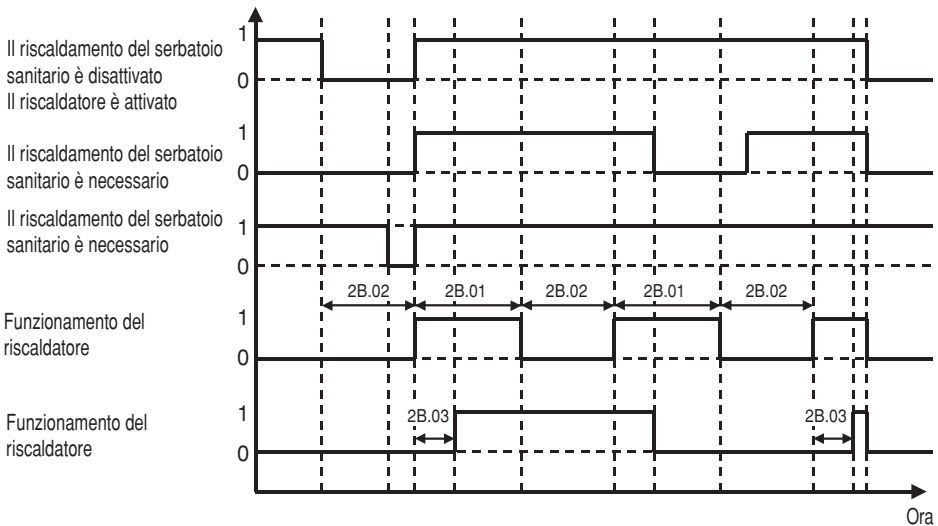 Il riscaldamento del serbatoio
sanitario è disattivato
Il riscaldatore è attivato
1
0
Il riscaldamento del serbatoio
sanitario è necessario
1
0
Il riscaldamento del serbatoio
sanitario è necessario
1
0
2B.02 2B.01 2B.02 2B.01 2B.02
Funzionamento del
riscaldatore
1
0
Funzionamento del
riscaldatore
1
0
2B.03 2B.03
Ora